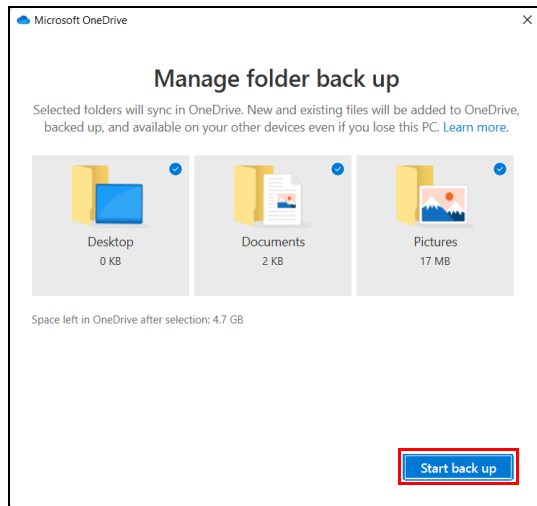 Microsoft OneDrive
Manage folder back up
Selected folders will sync in OneDrive. New and existing files will be added to OneDrive,
backed up, and available on your other devices even if you lose this PC. Learn more.
Desktop
0 KB
Documents
2 KB
Pictures
17 MB
Space left in OneDrive after selection: 4.7 GB
Start back up